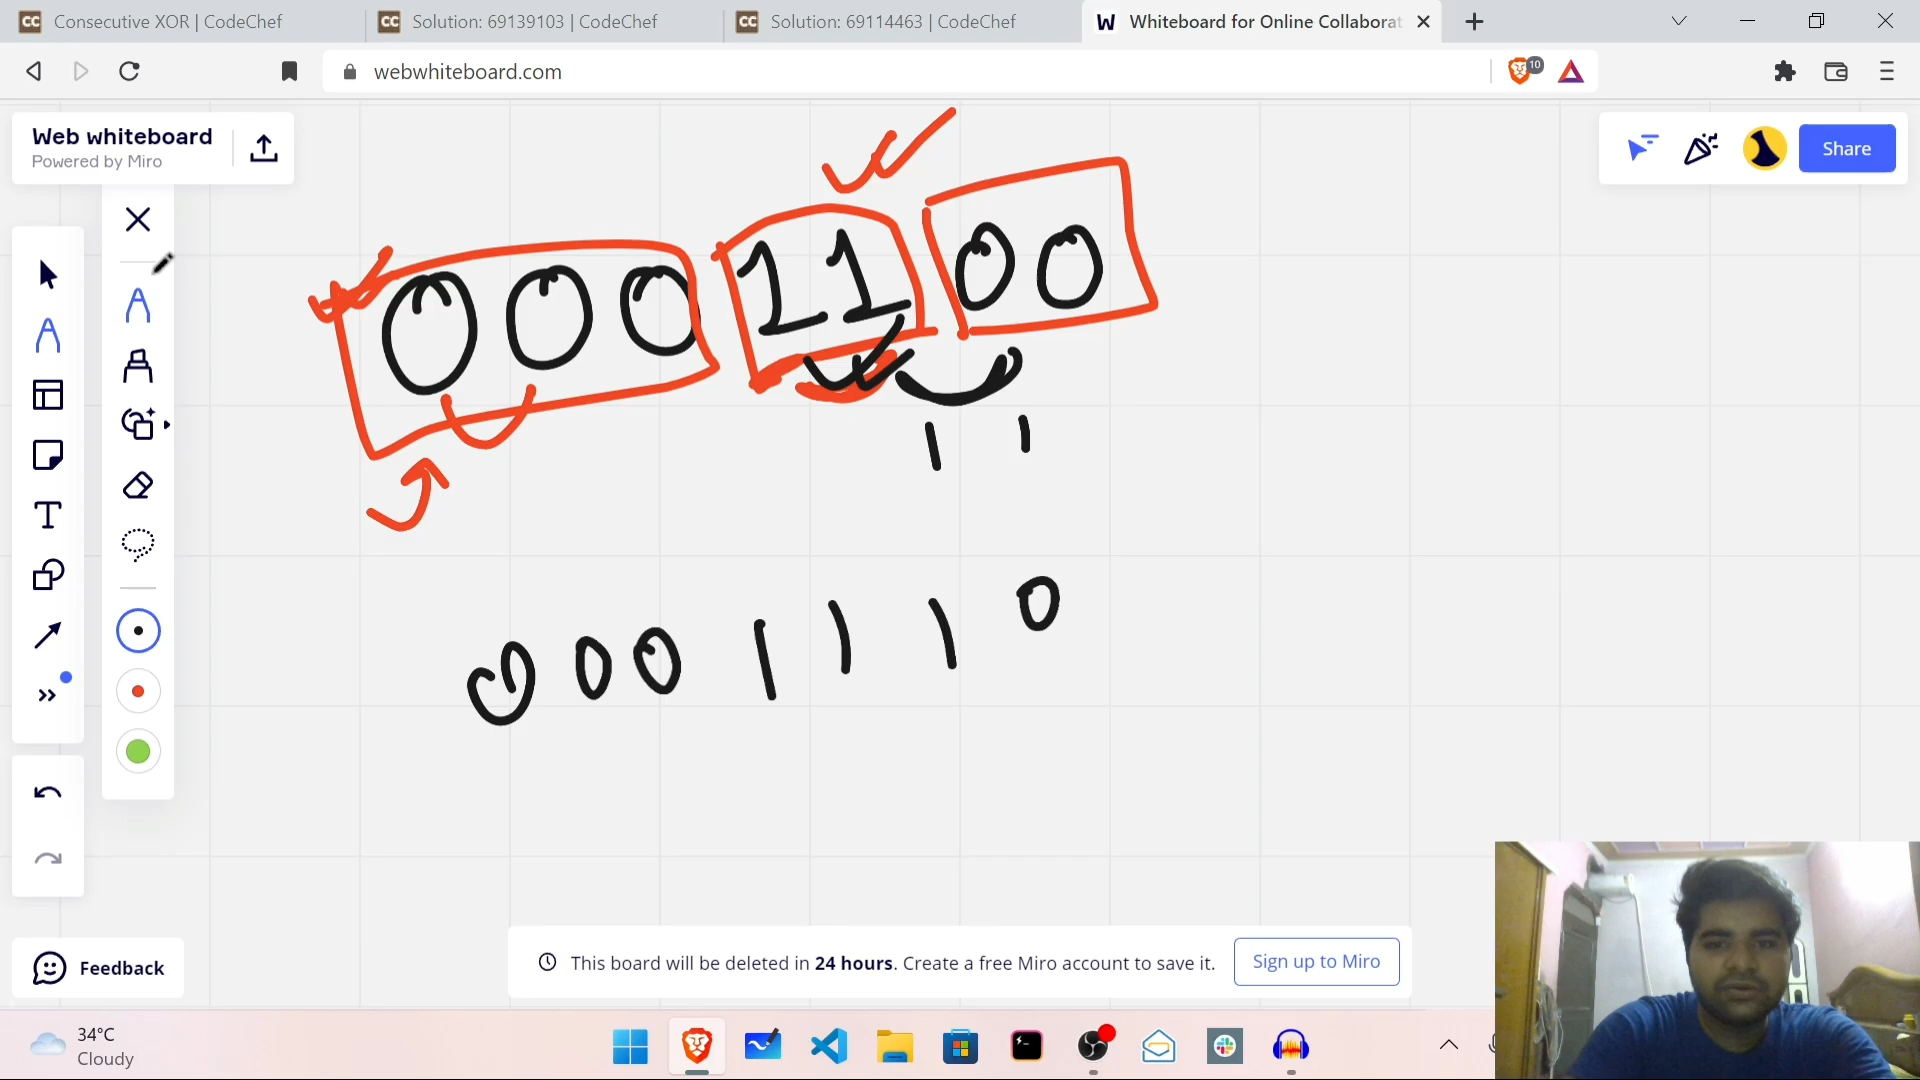 Consecutive XOR | CodeChef
Solution: 69139103 | CodeChef
Solution: 69114463 | CodeChef
Whiteboard for Online Collaborat
webwhiteboard.com
10
Web whiteboard
Powered by Miro
Share
0 0 0 1 1 0 0
1 1
0 0 0 1 1 1 0
This board will be deleted in 24 hours. Create a free Miro account to save it.
Sign up to Miro
Feedback
34°C
Cloudy